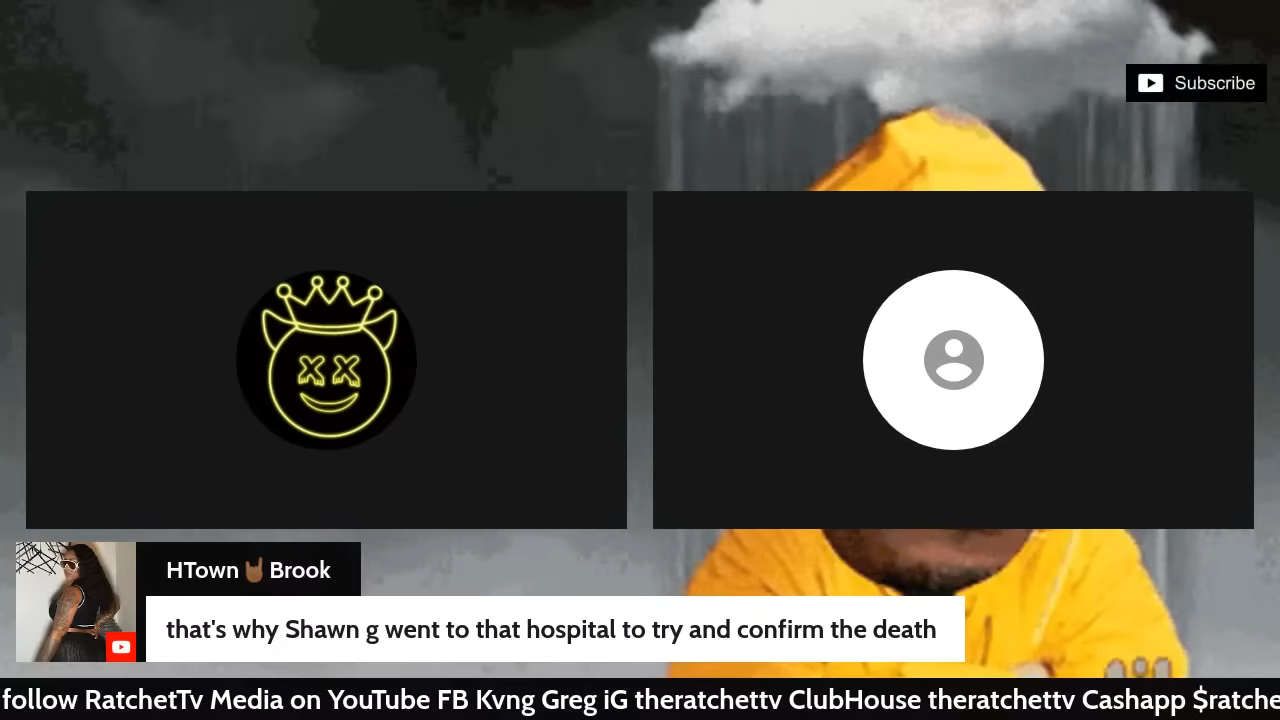 Subscribe
HTown🤘🏾Brook
that's why Shawn g went to that hospital to try and confirm the death
follow RatchetTv Media on YouTube FB Kvng Greg iG theratchettv ClubHouse theratchettv Cashapp $ratche